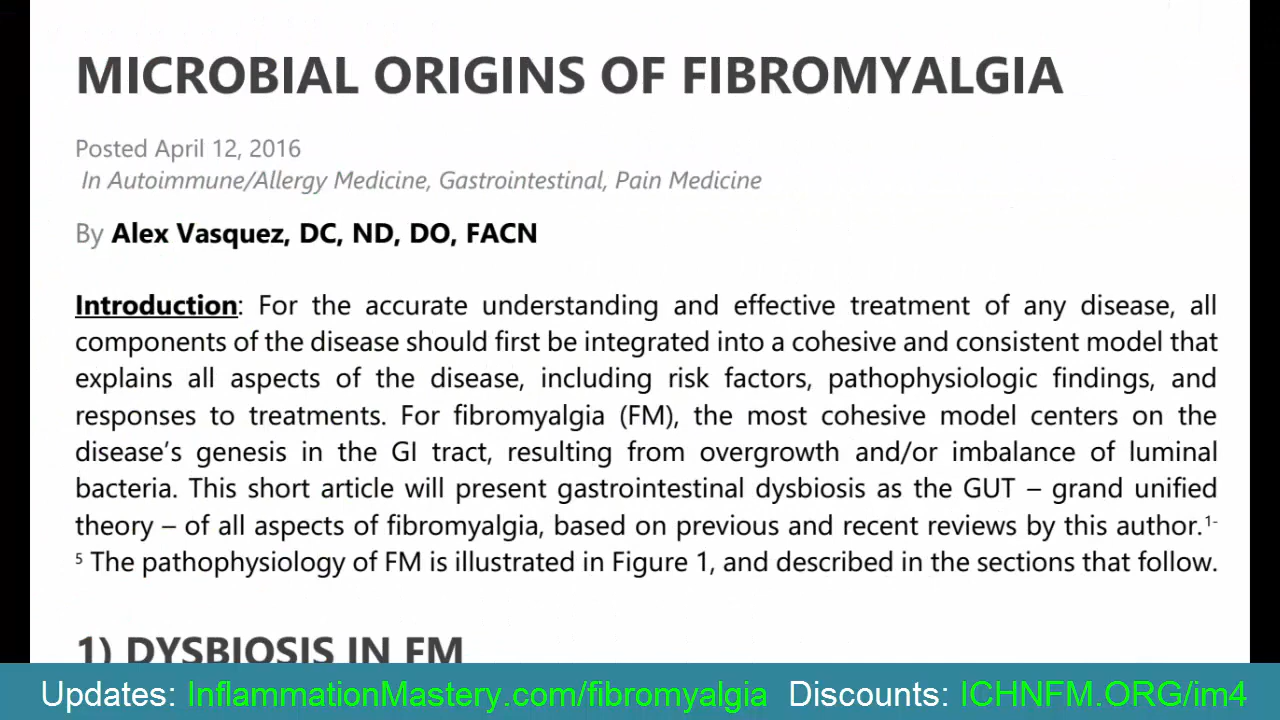 MICROBIAL ORIGINS OF FIBROMYALGIA
Posted April 12, 2016
In Autoimmune/Allergy Medicine, Gastrointestinal, Pain Medicine
By Alex Vasquez, DC, ND, DO, FACN
Introduction: For the accurate understanding and effective treatment of any disease, all
components of the disease should first be integrated into a cohesive and consistent model that
explains all aspects of the disease, including risk factors, pathophysiologic findings, and
responses to treatments. For fibromyalgia (FM), the most cohesive model centers on the
disease’s genesis in the GI tract, resulting from overgrowth and/or imbalance of luminal
bacteria. This short article will present gastrointestinal dysbiosis as the GUT – grand unified
theory – of all aspects of fibromyalgia, based on previous and recent reviews by this author.1-
5 The pathophysiology of FM is illustrated in Figure 1, and described in the sections that follow.
1) DYSBIOSIS IN FM
Updates: InflammationMastery.com/fibromyalgia Discounts: ICHNFM.ORG/im4